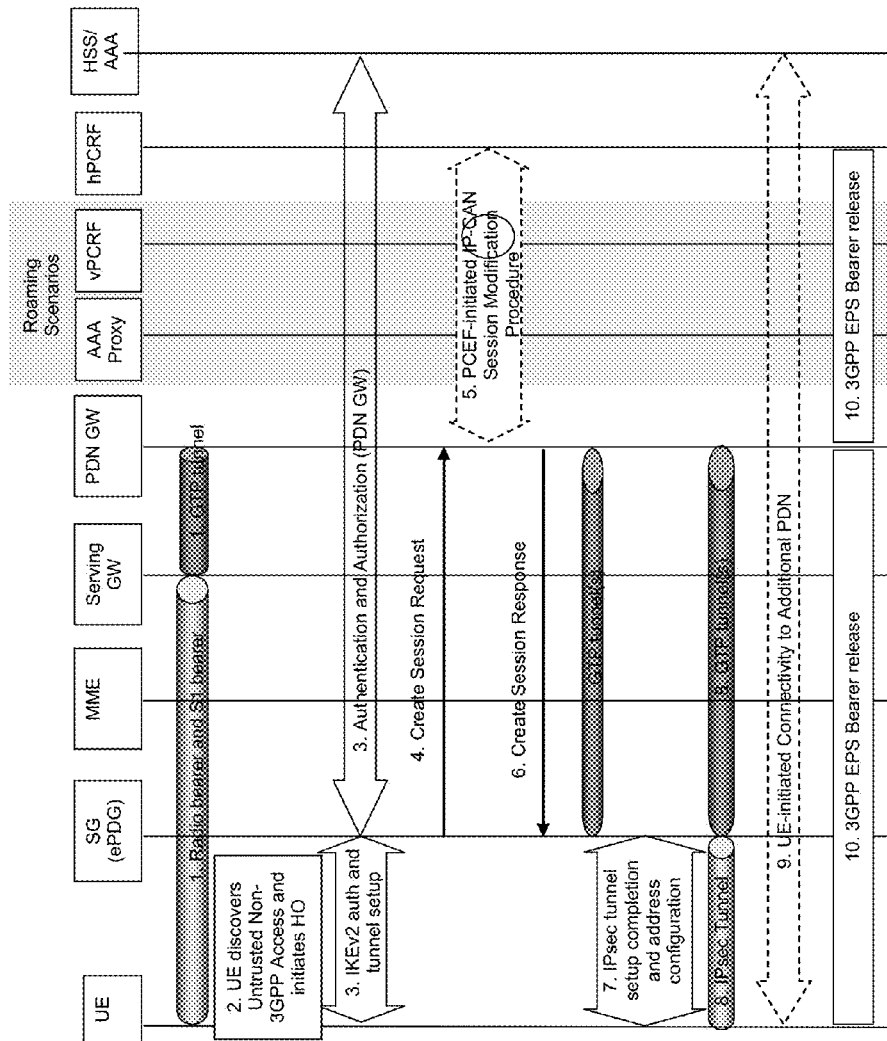 Roaming
Scenarios
UE
SG
(ePDG)
MME
Serving
GW
PDN GW
AAA
Proxy
vPCRF
hPCRF
HSS/
AAA
1. Radio bearer and S1 bearer
1. GTP tunnel
2. UE discovers
Untrusted Non-
3GPP Access and
initiates HO
3. IKEv2 auth and
tunnel setup
3. Authentication and Authorization (PDN GW)
4. Create Session Request
5. PCEF-initiated IP-CAN
Session Modification
Procedure
6. Create Session Response
GTP tunnel(s)
7. IPsec tunnel
setup completion
and address
configuration
8. IPsec Tunnel
8. GTP tunnel(s)
9. UE-initiated Connectivity to Additional PDN
10. 3GPP EPS Bearer release
10. 3GPP EPS Bearer release